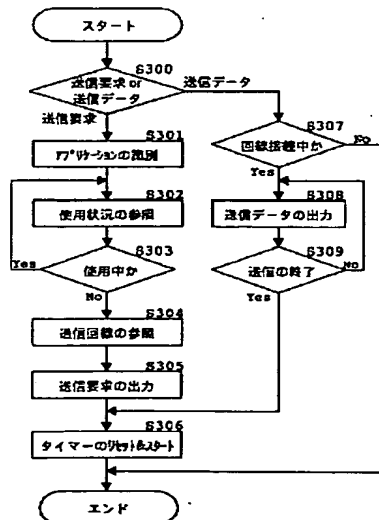 スタート
S300
送信要求 or
送信データ
送信データ
送信要求
S301
アプリケーションの識別
S302
使用状況の参照
S303
使用中か
Yes
No
S304
送信回線の参照
S305
送信要求の出力
S306
タイマーのリセット&スタート
エンド
S307
回線接続中か
No
Yes
S308
送信データの出力
S309
送信の終了
No
Yes